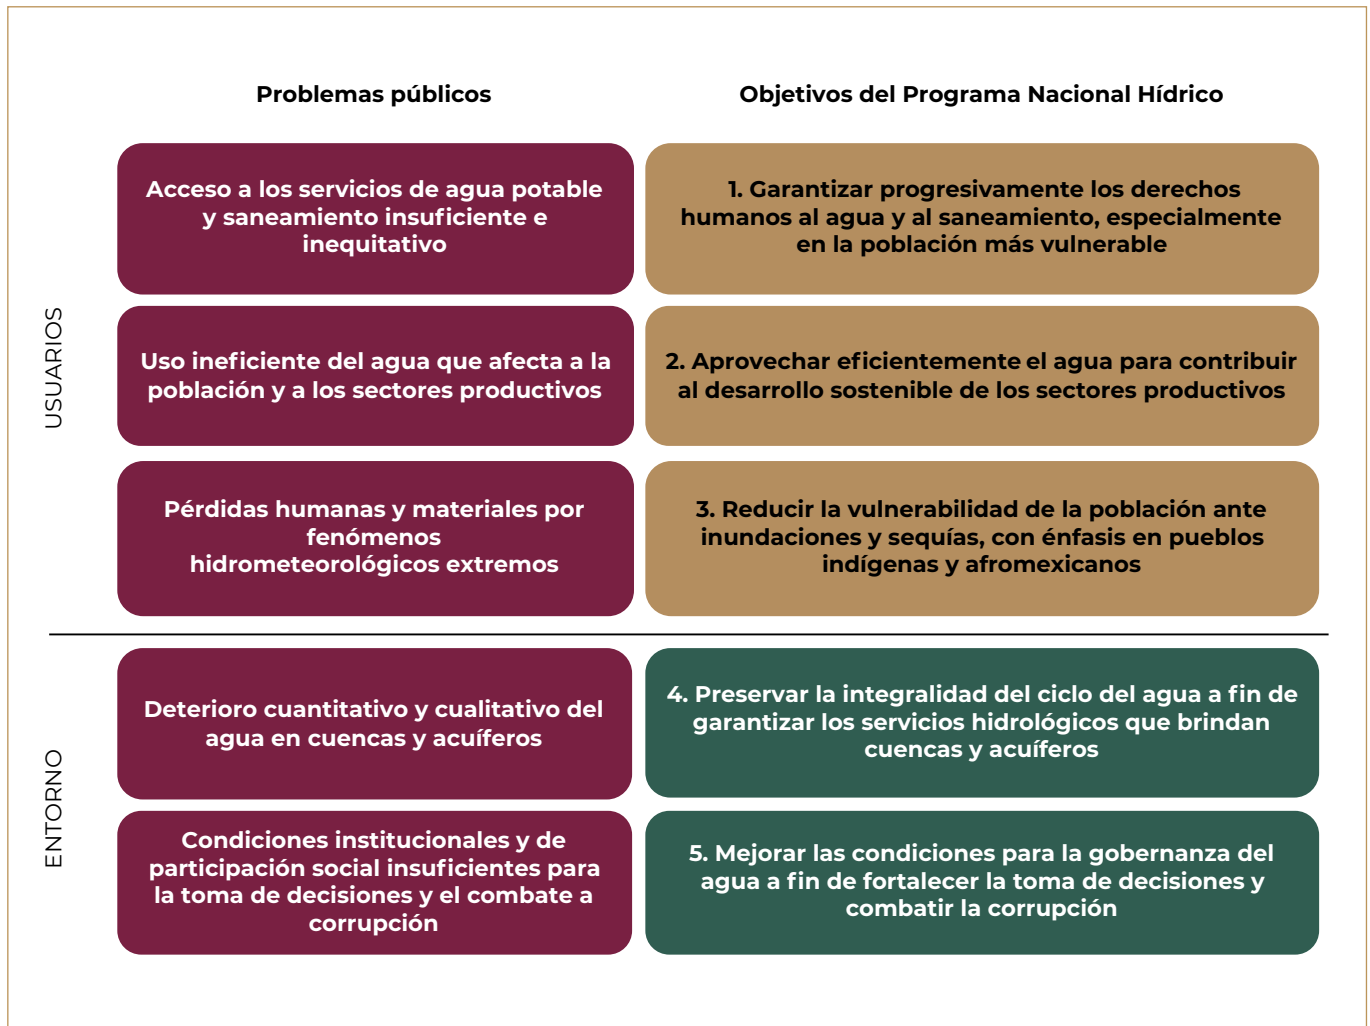 Problemas públicos
Objetivos del Programa Nacional Hídrico
USUARIOS
Acceso a los servicios de agua potable
y saneamiento insuficiente e
inequitativo
1. Garantizar progresivamente los derechos
humanos al agua y al saneamiento, especialmente
en la población más vulnerable
Uso ineficiente del agua que afecta a la
población y a los sectores productivos
2. Aprovechar eficientemente el agua para contribuir
al desarrollo sostenible de los sectores productivos
Pérdidas humanas y materiales por
fenómenos
hidrometeorológicos extremos
3. Reducir la vulnerabilidad de la población ante
inundaciones y sequías, con énfasis en pueblos
indígenas y afromexicanos
ENTORNO
Deterioro cuantitativo y cualitativo del
agua en cuencas y acuíferos
4. Preservar la integralidad del ciclo del agua a fin de
garantizar los servicios hidrológicos que brindan
cuencas y acuíferos
Condiciones institucionales y de
participación social insuficientes para
la toma de decisiones y el combate a
corrupción
5. Mejorar las condiciones para la gobernanza del
agua a fin de fortalecer la toma de decisiones y
combatir la corrupción